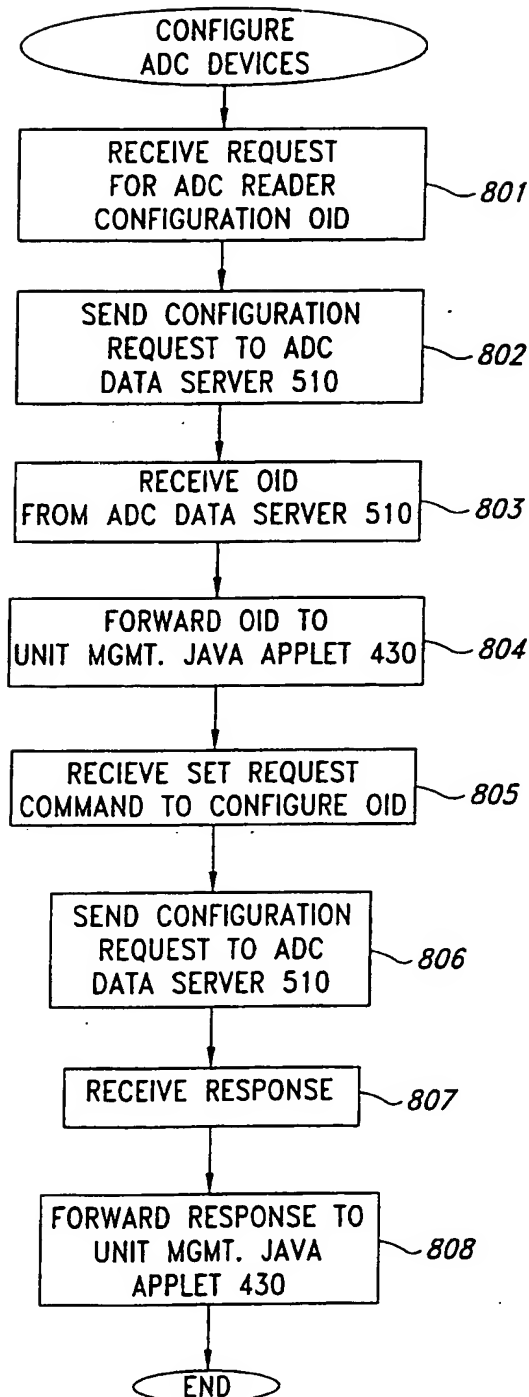 CONFIGURE
ADC DEVICES
RECEIVE REQUEST
FOR ADC READER
CONFIGURATION OID
801
SEND CONFIGURATION
REQUEST TO ADC
DATA SERVER 510
802
RECEIVE OID
FROM ADC DATA SERVER 510
803
FORWARD OID TO
UNIT MGMT. JAVA APPLET 430
804
RECIEVE SET REQUEST
COMMAND TO CONFIGURE OID
805
SEND CONFIGURATION
REQUEST TO ADC
DATA SERVER 510
806
RECEIVE RESPONSE
807
FORWARD RESPONSE TO
UNIT MGMT. JAVA
APPLET 430
808
END